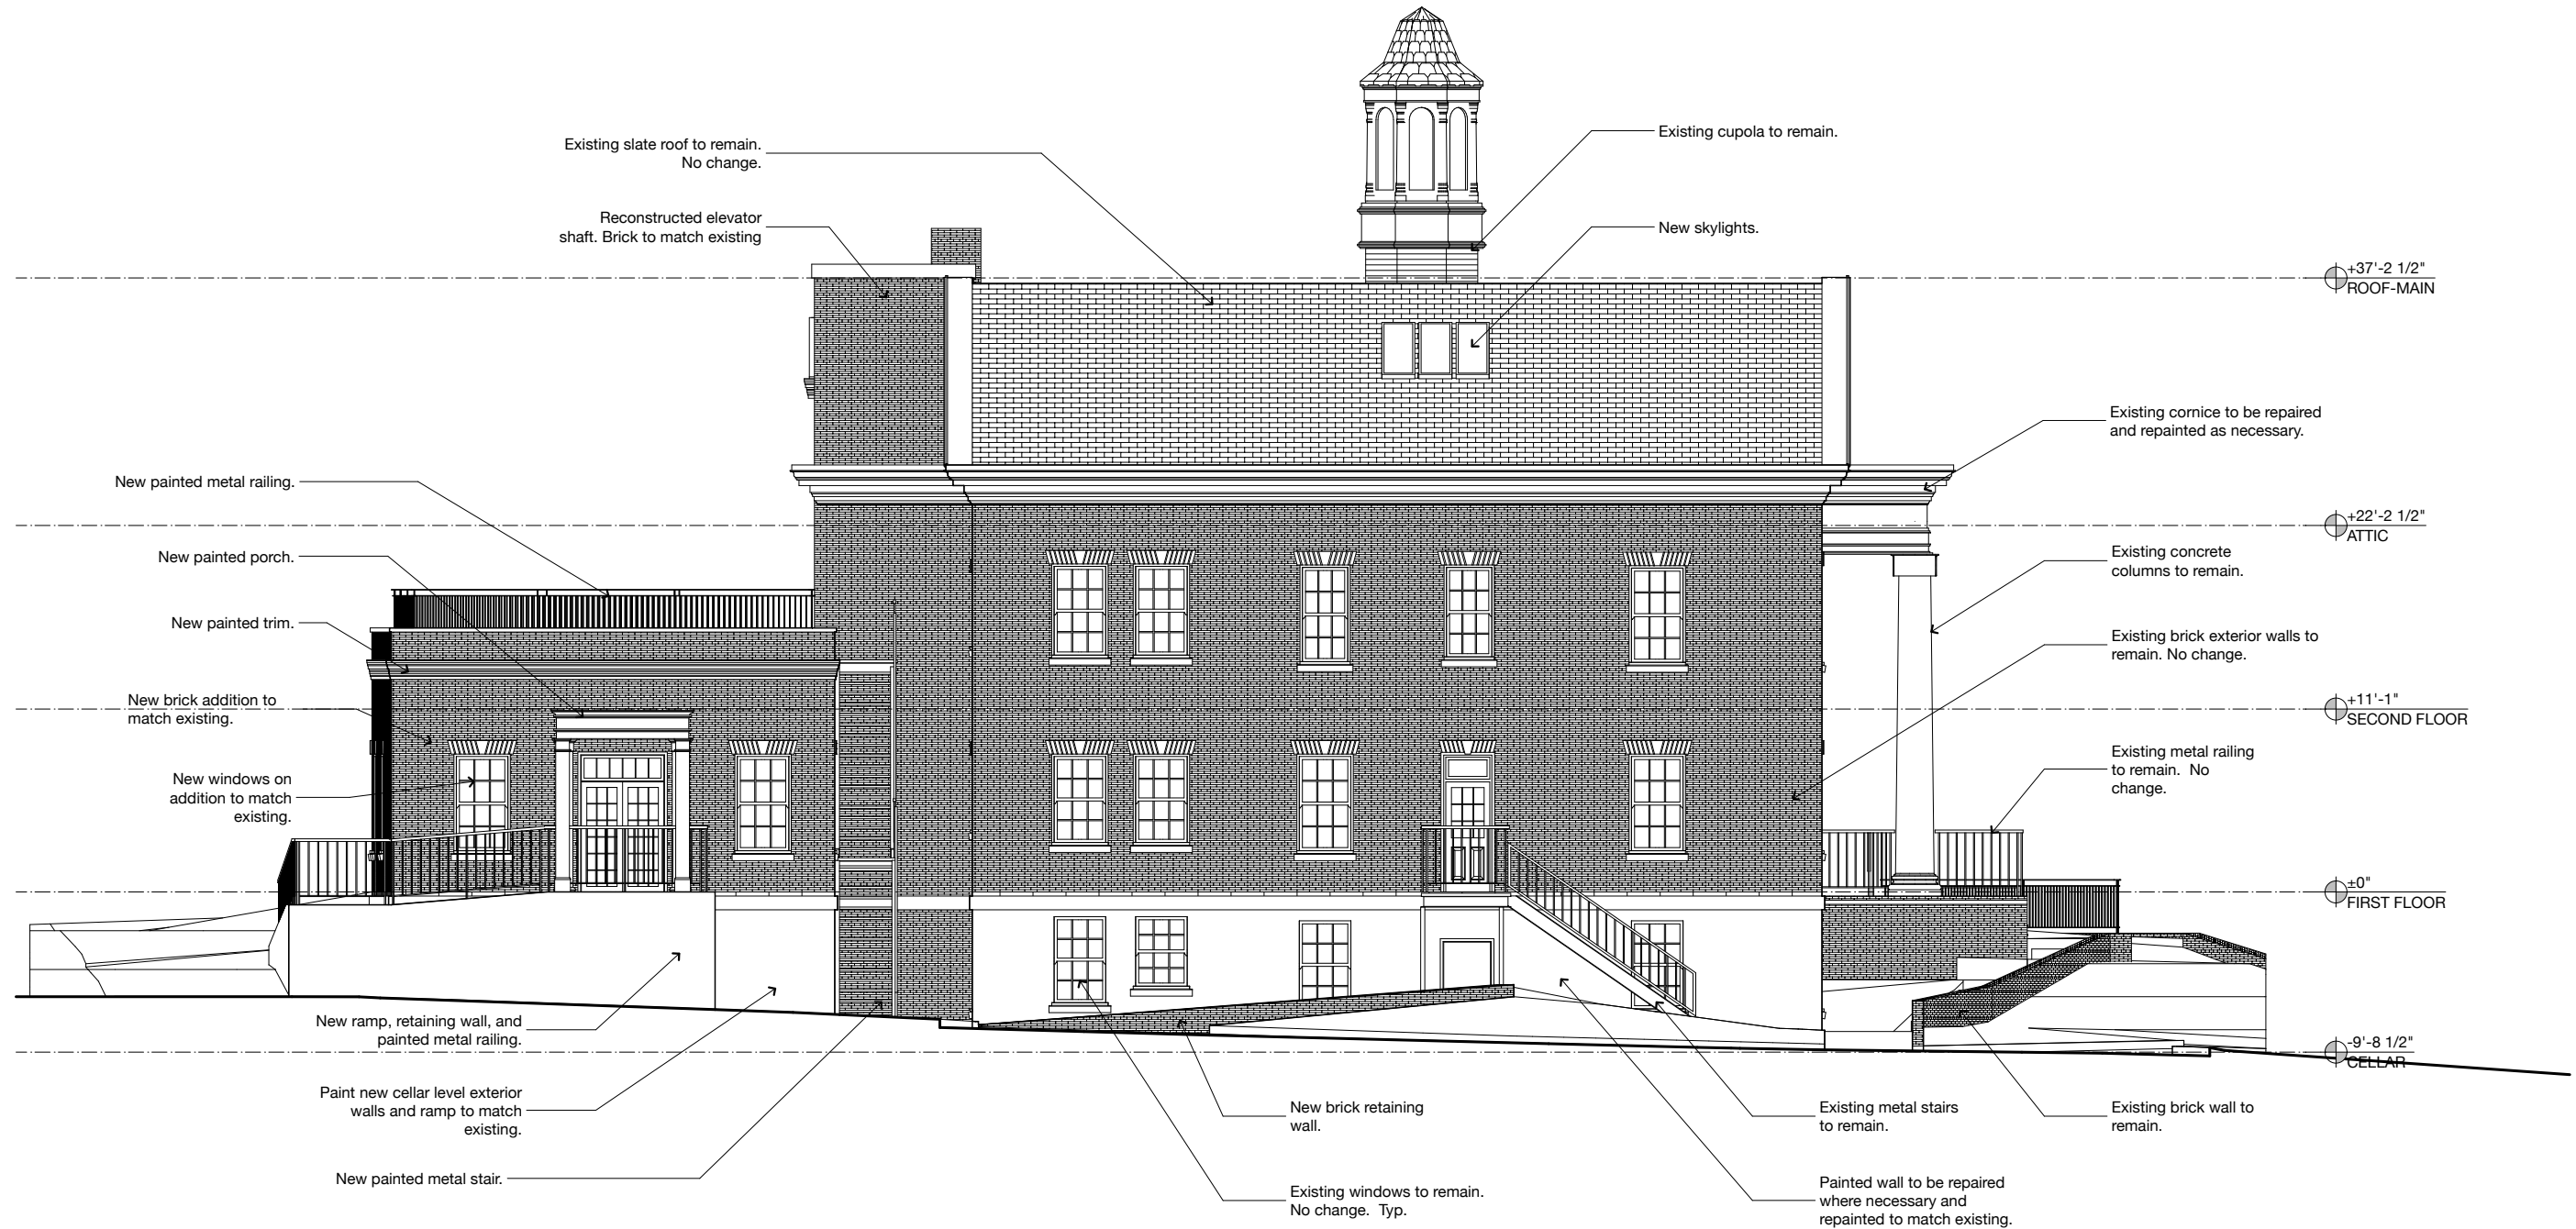 Existing slate roof to remain.
No change.
Existing cupola to remain.
Reconstructed elevator
shaft. Brick to match existing
New skylights.
+37'-2 1/2"
ROOF-MAIN
Existing cornice to be repaired
and repainted as necessary.
New painted metal railing.
+22'-2 1/2"
ATTIC
New painted porch.
Existing concrete
columns to remain.
New painted trim.
Existing brick exterior walls to
remain. No change.
New brick addition to
match existing.
+11'-1"
SECOND FLOOR
New windows on
addition to match
existing.
Existing metal railing
to remain. No
change.
±0"
FIRST FLOOR
New ramp, retaining wall, and
painted metal railing.
-9'-8 1/2"
CELLAR
Paint new cellar level exterior
walls and ramp to match
existing.
New brick retaining
wall.
Existing metal stairs
to remain.
Existing brick wall to
remain.
New painted metal stair.
Existing windows to remain.
No change. Typ.
Painted wall to be repaired
where necessary and
repainted to match existing.